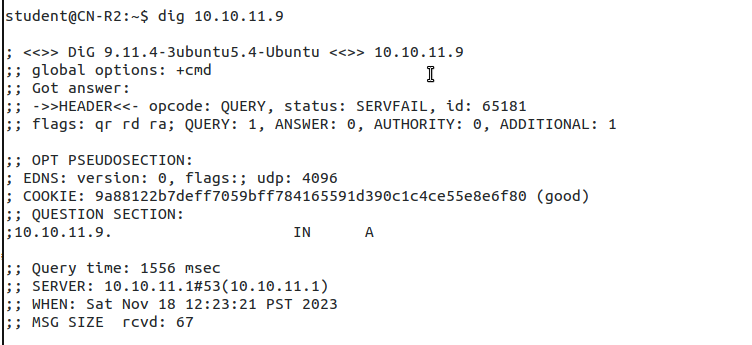 student@CN-R2:~$ dig 10.10.11.9
; <<>> DiG 9.11.4-3ubuntu5.4-Ubuntu <<>> 10.10.11.9
;; global options: +cmd
;; Got answer:
;; ->>HEADER<<- opcode: QUERY, status: SERVFAIL, id: 65181
;; flags: qr rd ra; QUERY: 1, ANSWER: 0, AUTHORITY: 0, ADDITIONAL: 1
;; OPT PSEUDOSECTION:
; EDNS: version: 0, flags:; udp: 4096
; COOKIE: 9a88122b7deff7059bff784165591d390c1c4ce55e8e6f80 (good)
;; QUESTION SECTION:
;10.10.11.9. IN A
;; Query time: 1556 msec
;; SERVER: 10.10.11.1#53(10.10.11.1)
;; WHEN: Sat Nov 18 12:23:21 PST 2023
;; MSG SIZE rcvd: 67